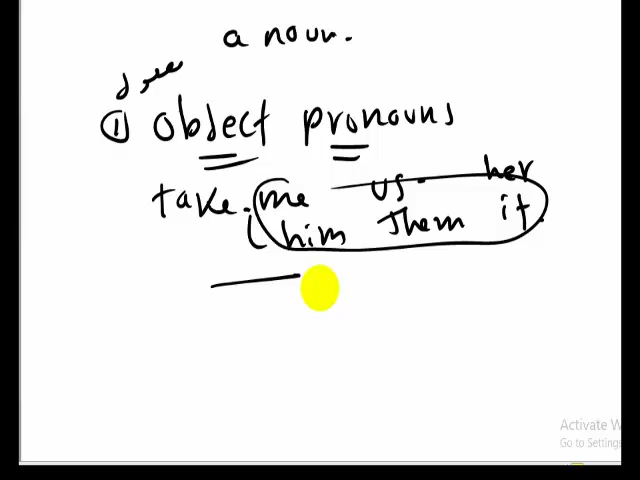 a noun.
① object pronouns
take. me us her
him them it
Activate W
Go to Settings